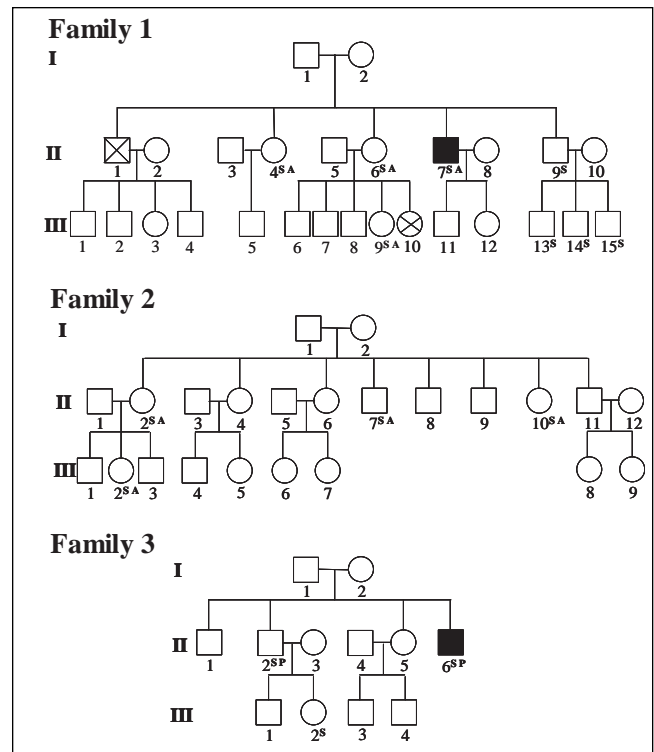 Family 1
I
1 2
II
1 2 3 4SA 5 6SA 7SA 8 9S 10
III
1 2 3 4 5 6 7 8 9SA 10 11 12 13S 14S 15S
Family 2
I
1 2
II
1 2SA 3 4 5 6 7SA 8 9 10SA 11 12
III
1 2SA 3 4 5 6 7 8 9
Family 3
I
1 2
II
1 2SP 3 4 5 6SP
III
1 2S 3 4